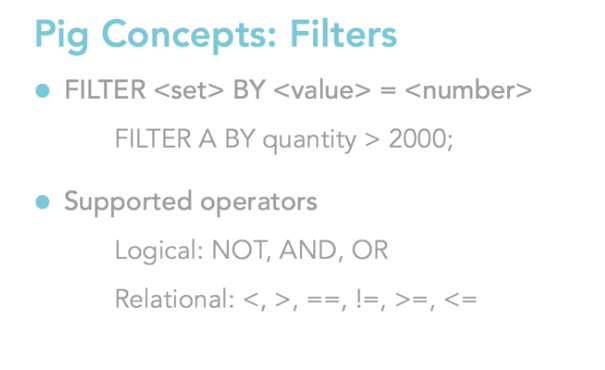 Pig Concepts: Filters
• FILTER <set> BY <value> = <number>
FILTER A BY quantity > 2000;
• Supported operators
Logical: NOT, AND, OR
Relational: <, >, ==, !=, >=, <=